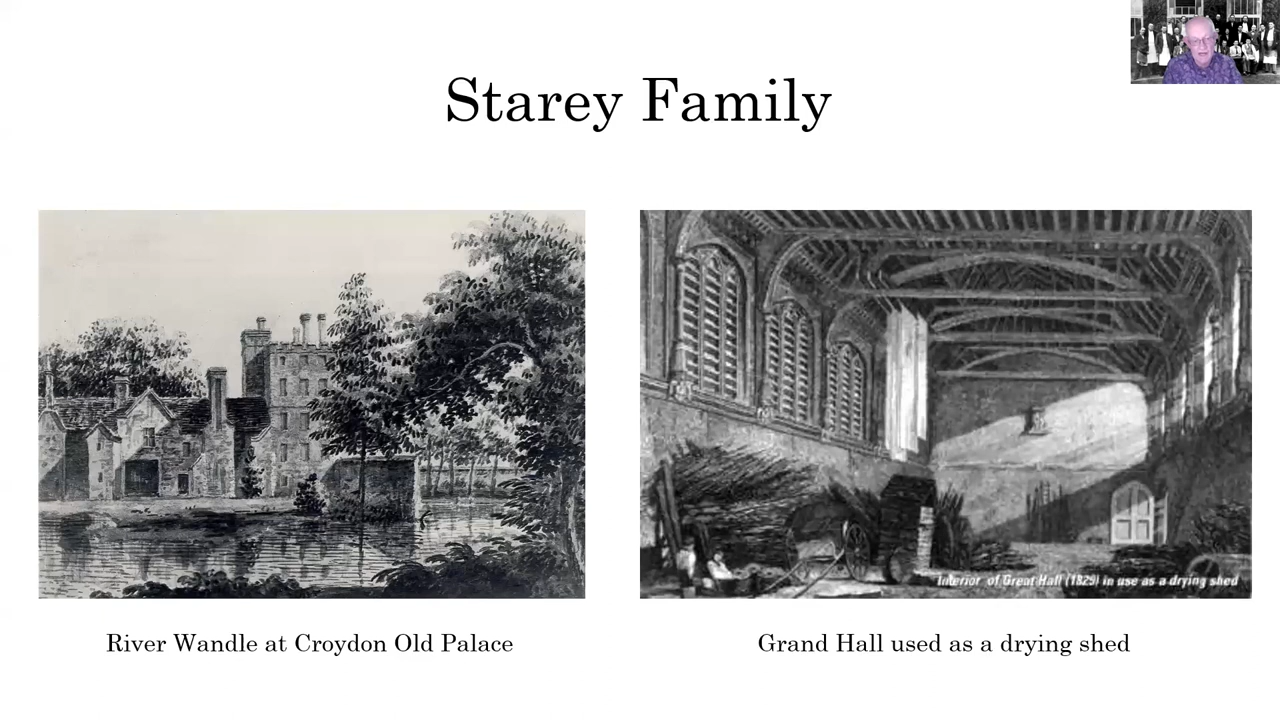 Starey Family
Interior of Great Hall (1829) in use as a drying shed
River Wandle at Croydon Old Palace
Grand Hall used as a drying shed